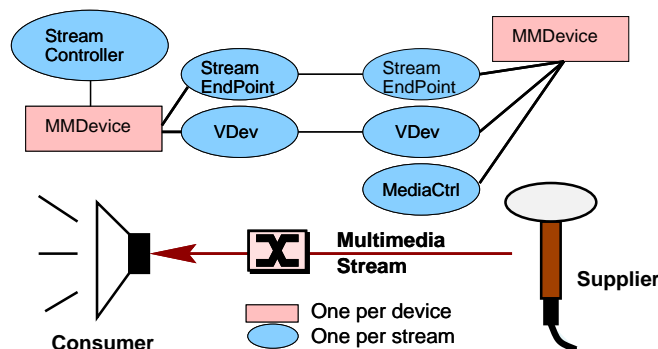 Stream
Controller
MMDevice
Stream
EndPoint
Stream
EndPoint
MMDevice
VDev
VDev
MediaCtrl
Multimedia
Stream
Supplier
One per device
One per stream
Consumer